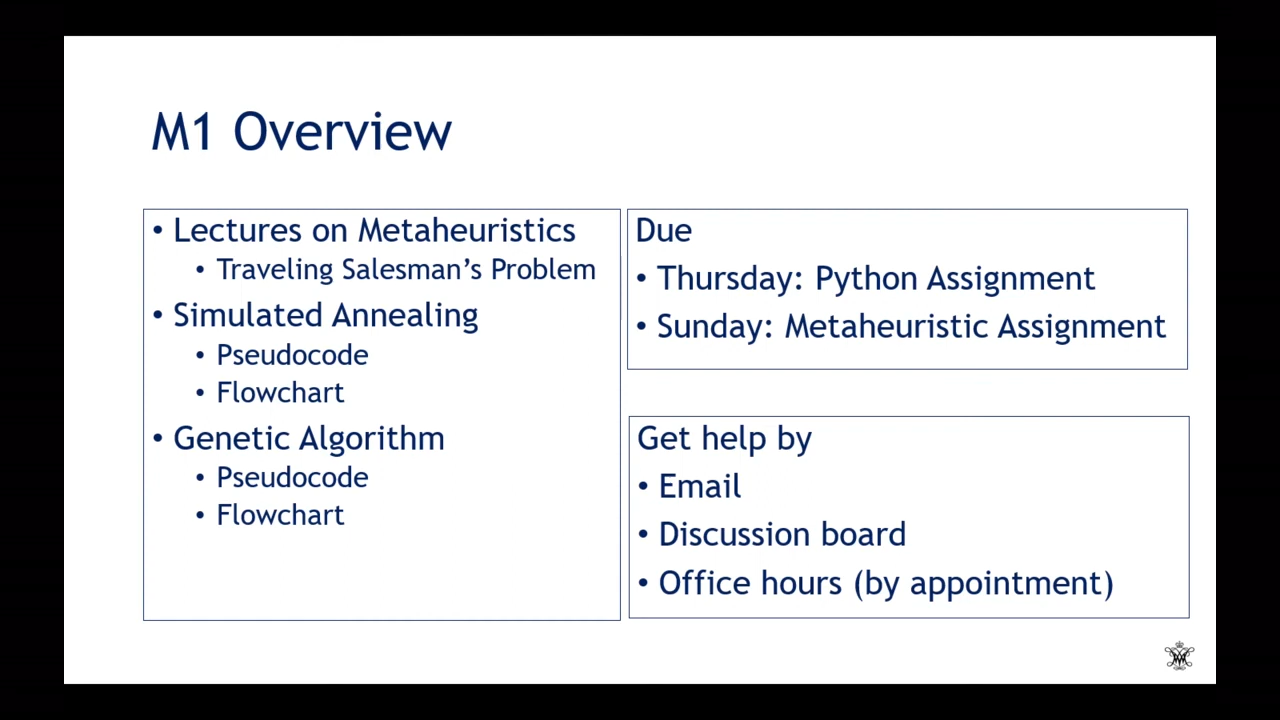 M1 Overview
• Lectures on Metaheuristics
• Traveling Salesman’s Problem
• Simulated Annealing
• Pseudocode
• Flowchart
• Genetic Algorithm
• Pseudocode
• Flowchart
Due
• Thursday: Python Assignment
• Sunday: Metaheuristic Assignment
Get help by
• Email
• Discussion board
• Office hours (by appointment)